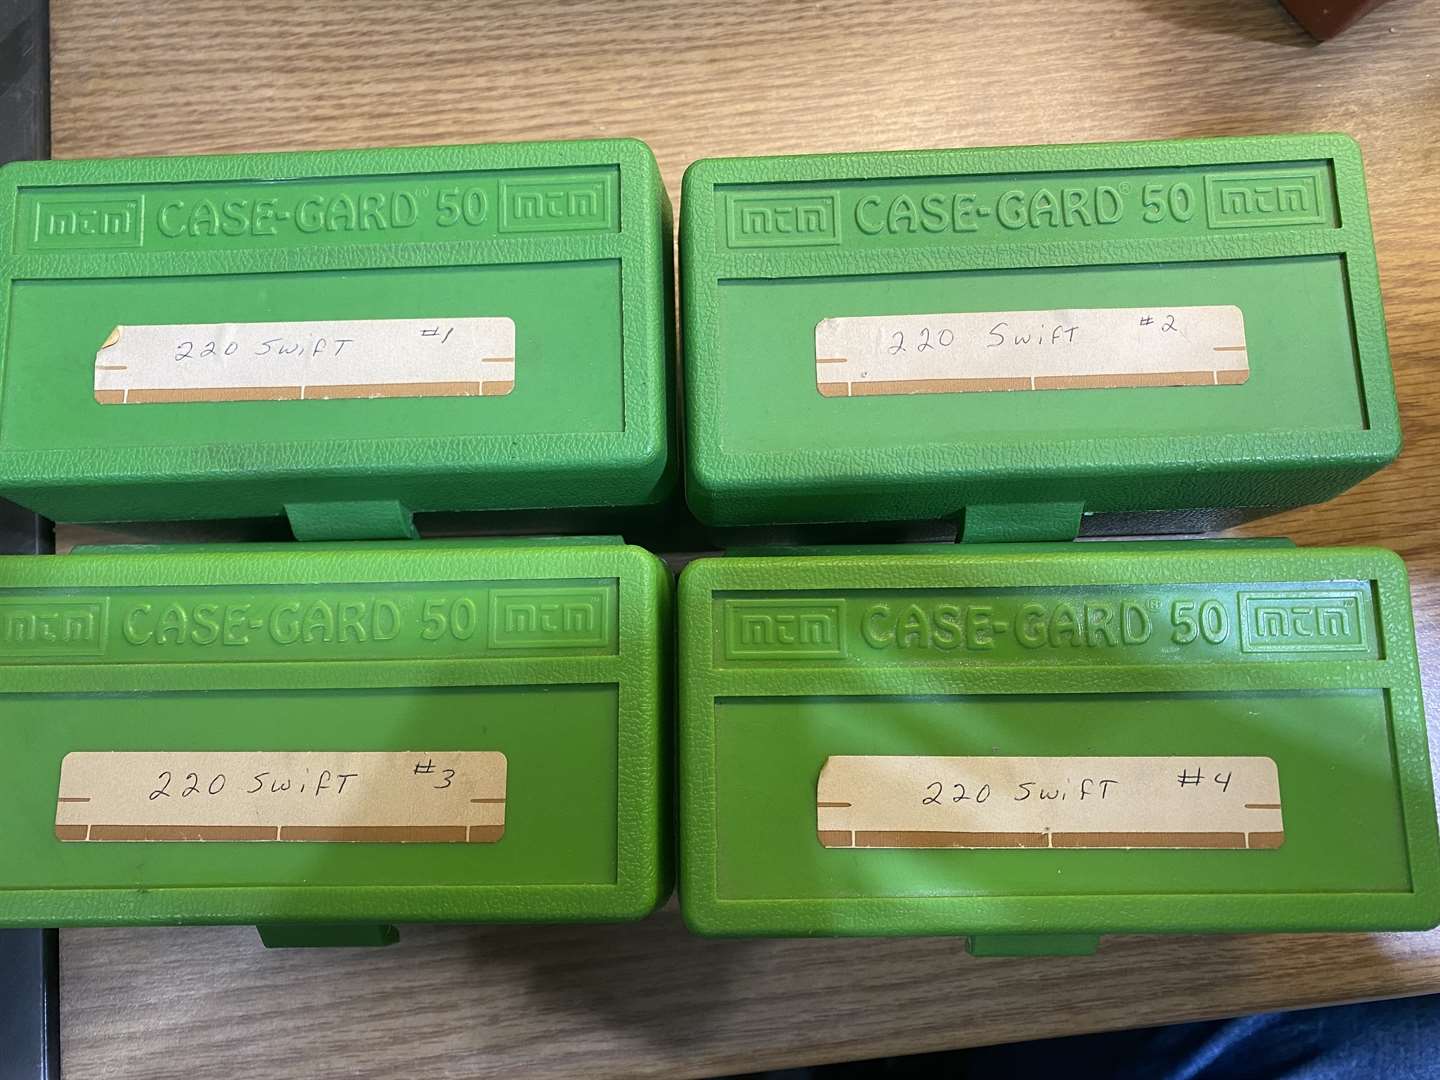 mtm CASE-GARD® 50 mtm
220 Swift #1
mtm CASE-GARD® 50 mtm
220 Swift #2
mtm CASE-GARD® 50 mtm
220 Swift #3
mtm CASE-GARD® 50 mtm™
220 Swift #4